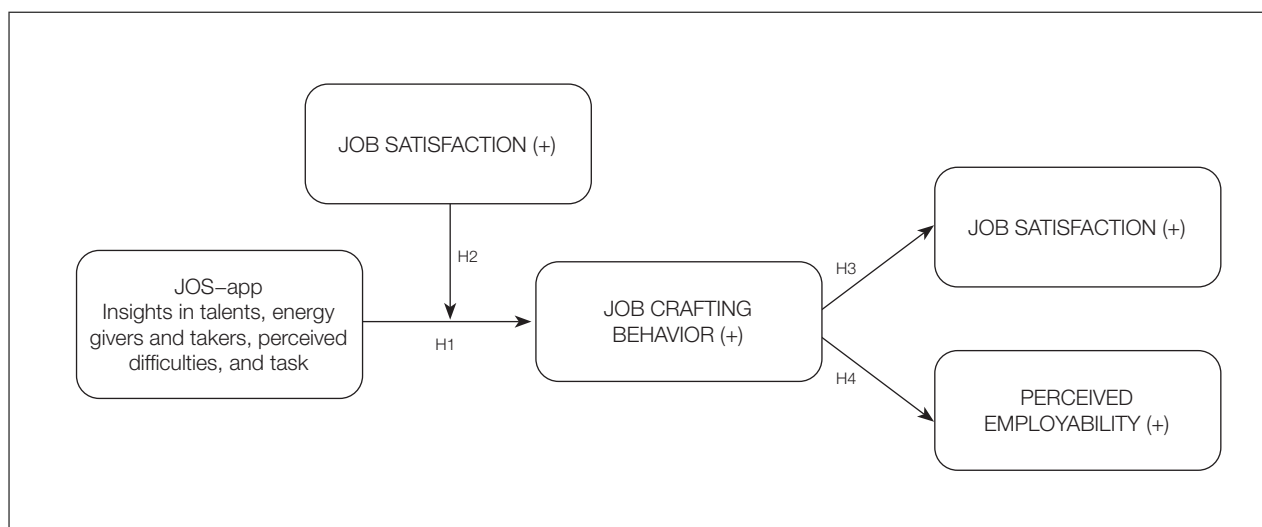 JOB SATISFACTION (+)
H2
JOS–app
Insights in talents, energy
givers and takers, perceived
difficulties, and task
H1
JOB CRAFTING
BEHAVIOR (+)
H3
JOB SATISFACTION (+)
H4
PERCEIVED
EMPLOYABILITY (+)